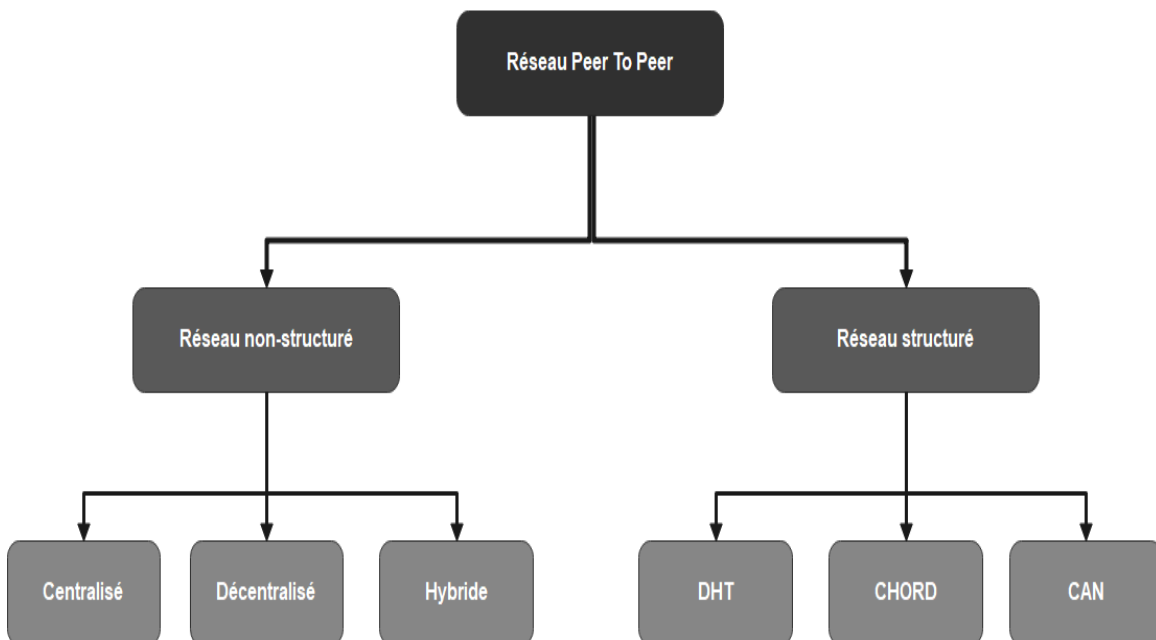 Réseau Peer To Peer
Réseau non-structuré
Réseau structuré
Centralisé
Décentralisé
Hybride
DHT
CHORD
CAN